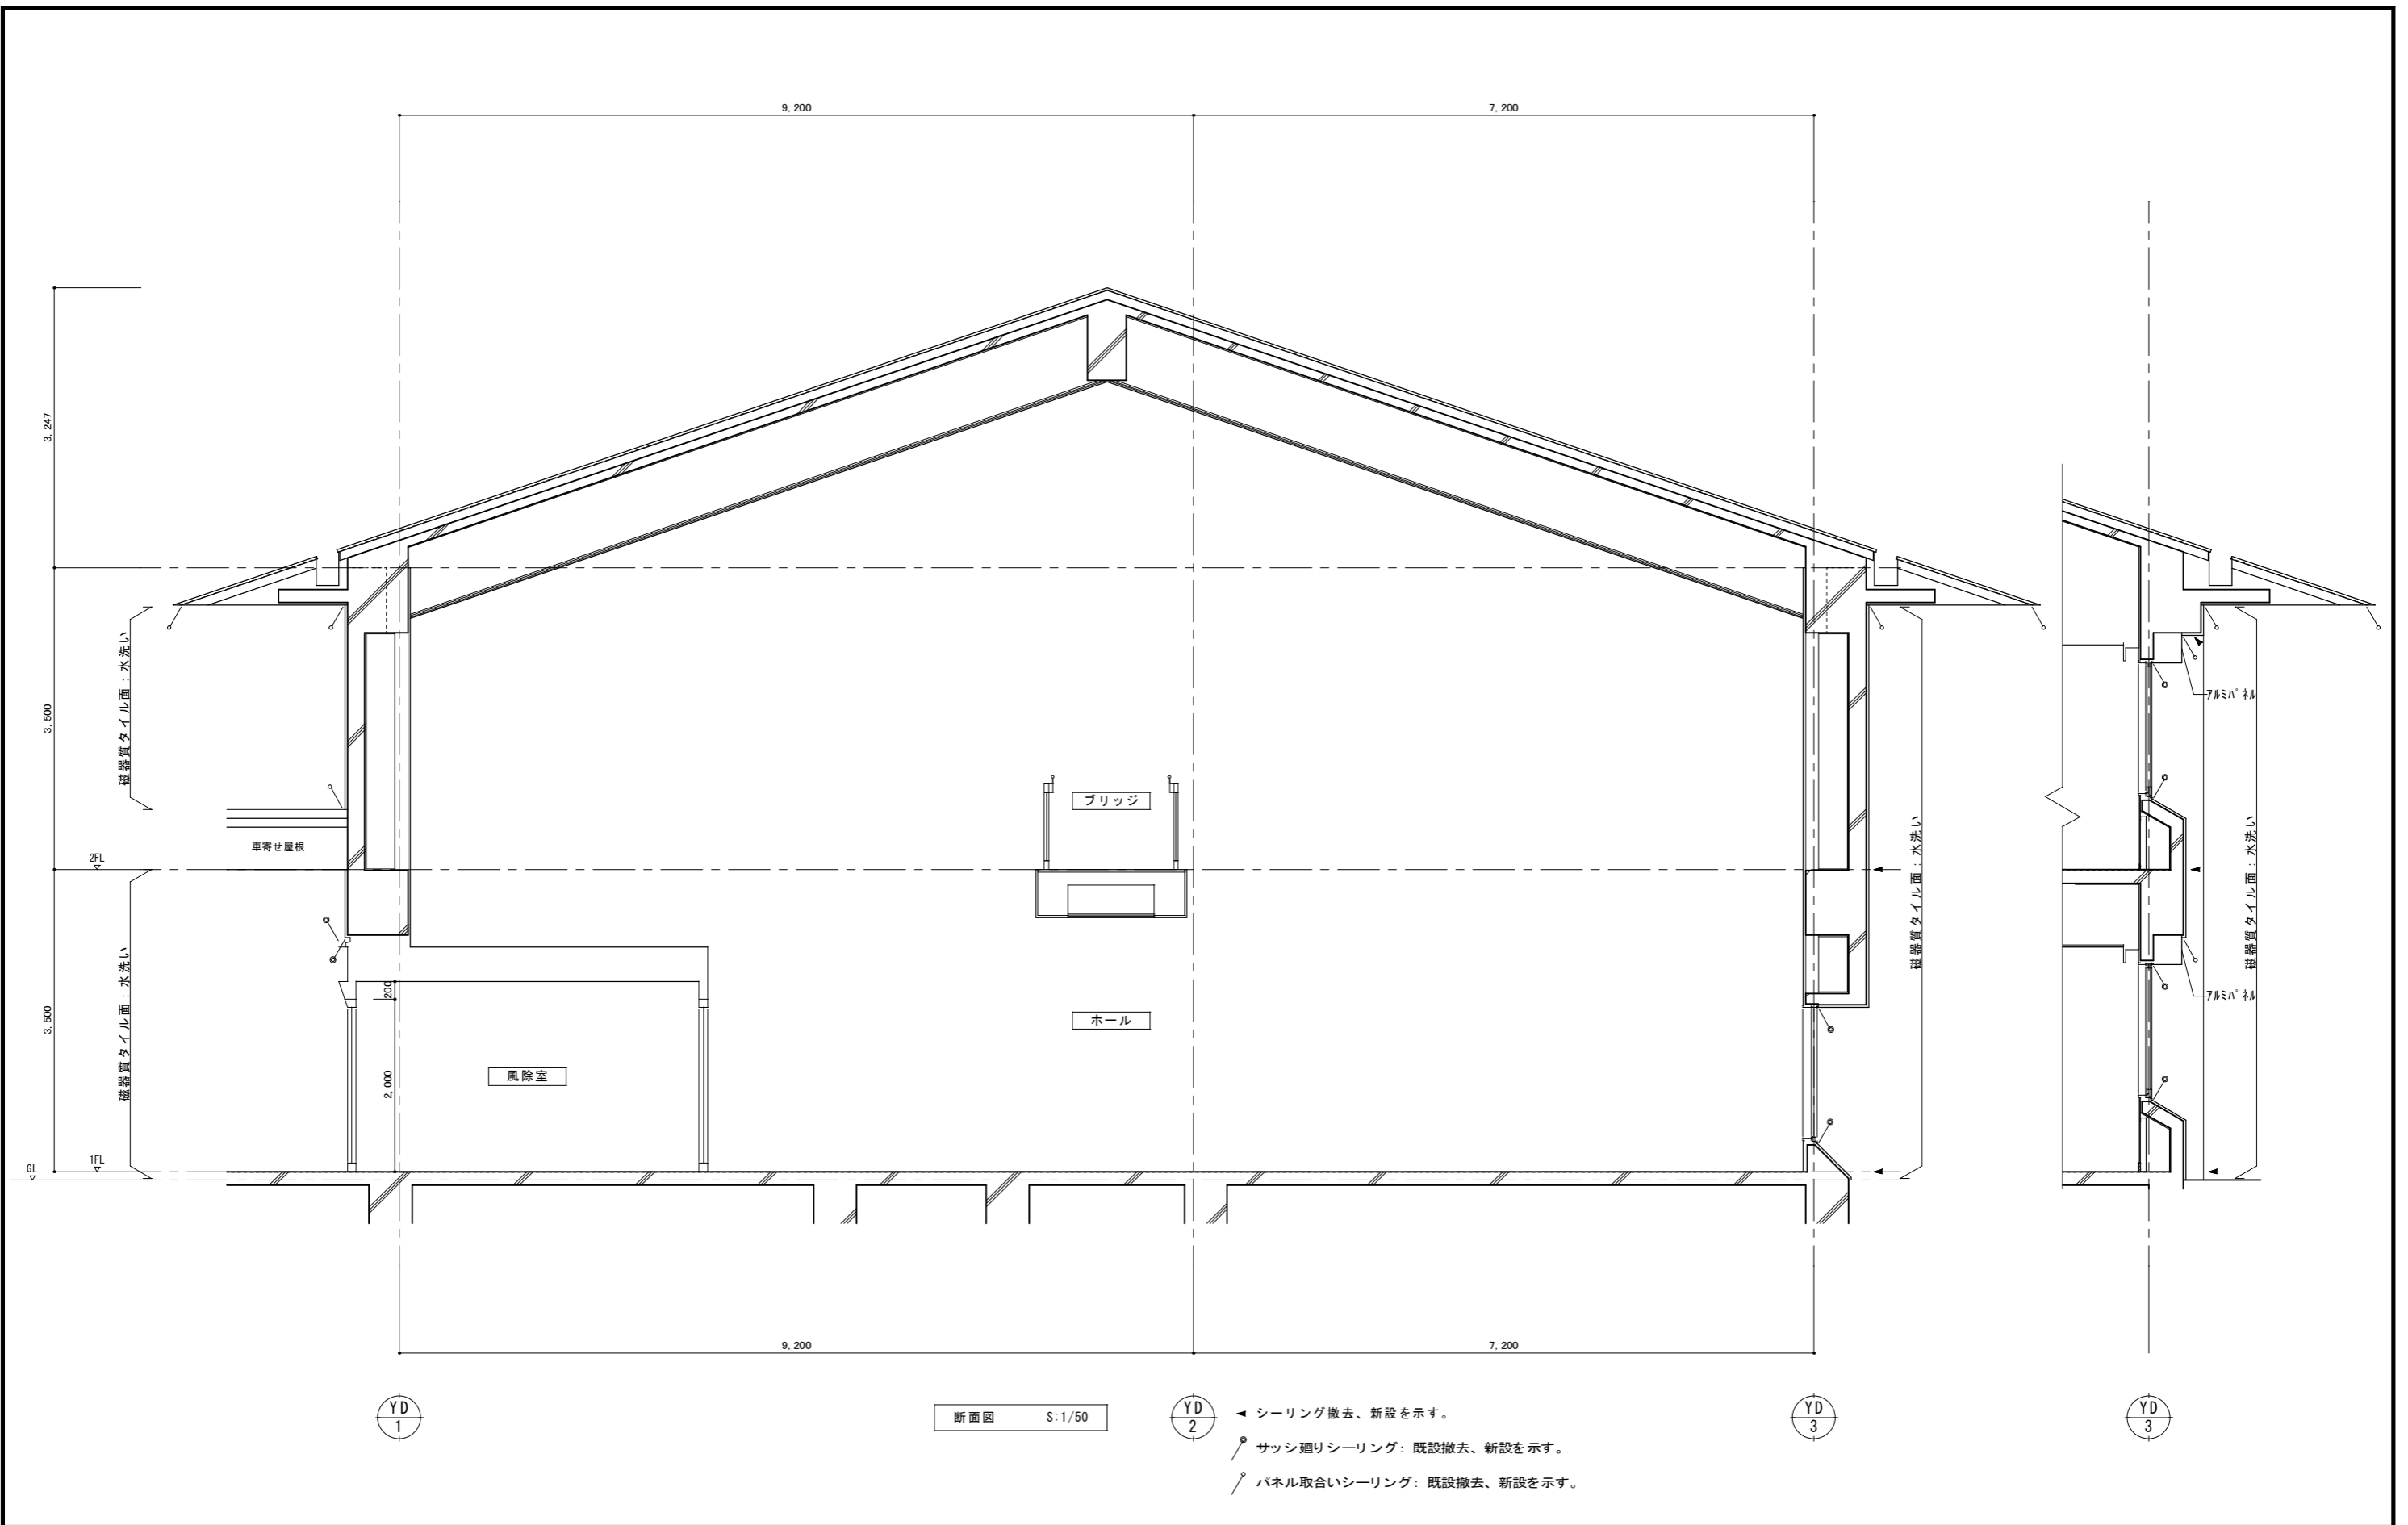 9,200
7,200
3,247
3,500
3,500
磁器質タイル面：水洗い
磁器質タイル面：水洗い
車寄せ屋根
2FL
1FL
GL
200
2,000
風除室
ブリッジ
ホール
磁器質タイル面：水洗い
アルミパネル
アルミパネル
磁器質タイル面：水洗い
9,200
7,200
YD
1
断面図 S:1/50
YD
2
YD
3
YD
3
◄ シーリング撤去、新設を示す。
サッシ廻りシーリング：既設撤去、新設を示す。
パネル取合いシーリング：既設撤去、新設を示す。